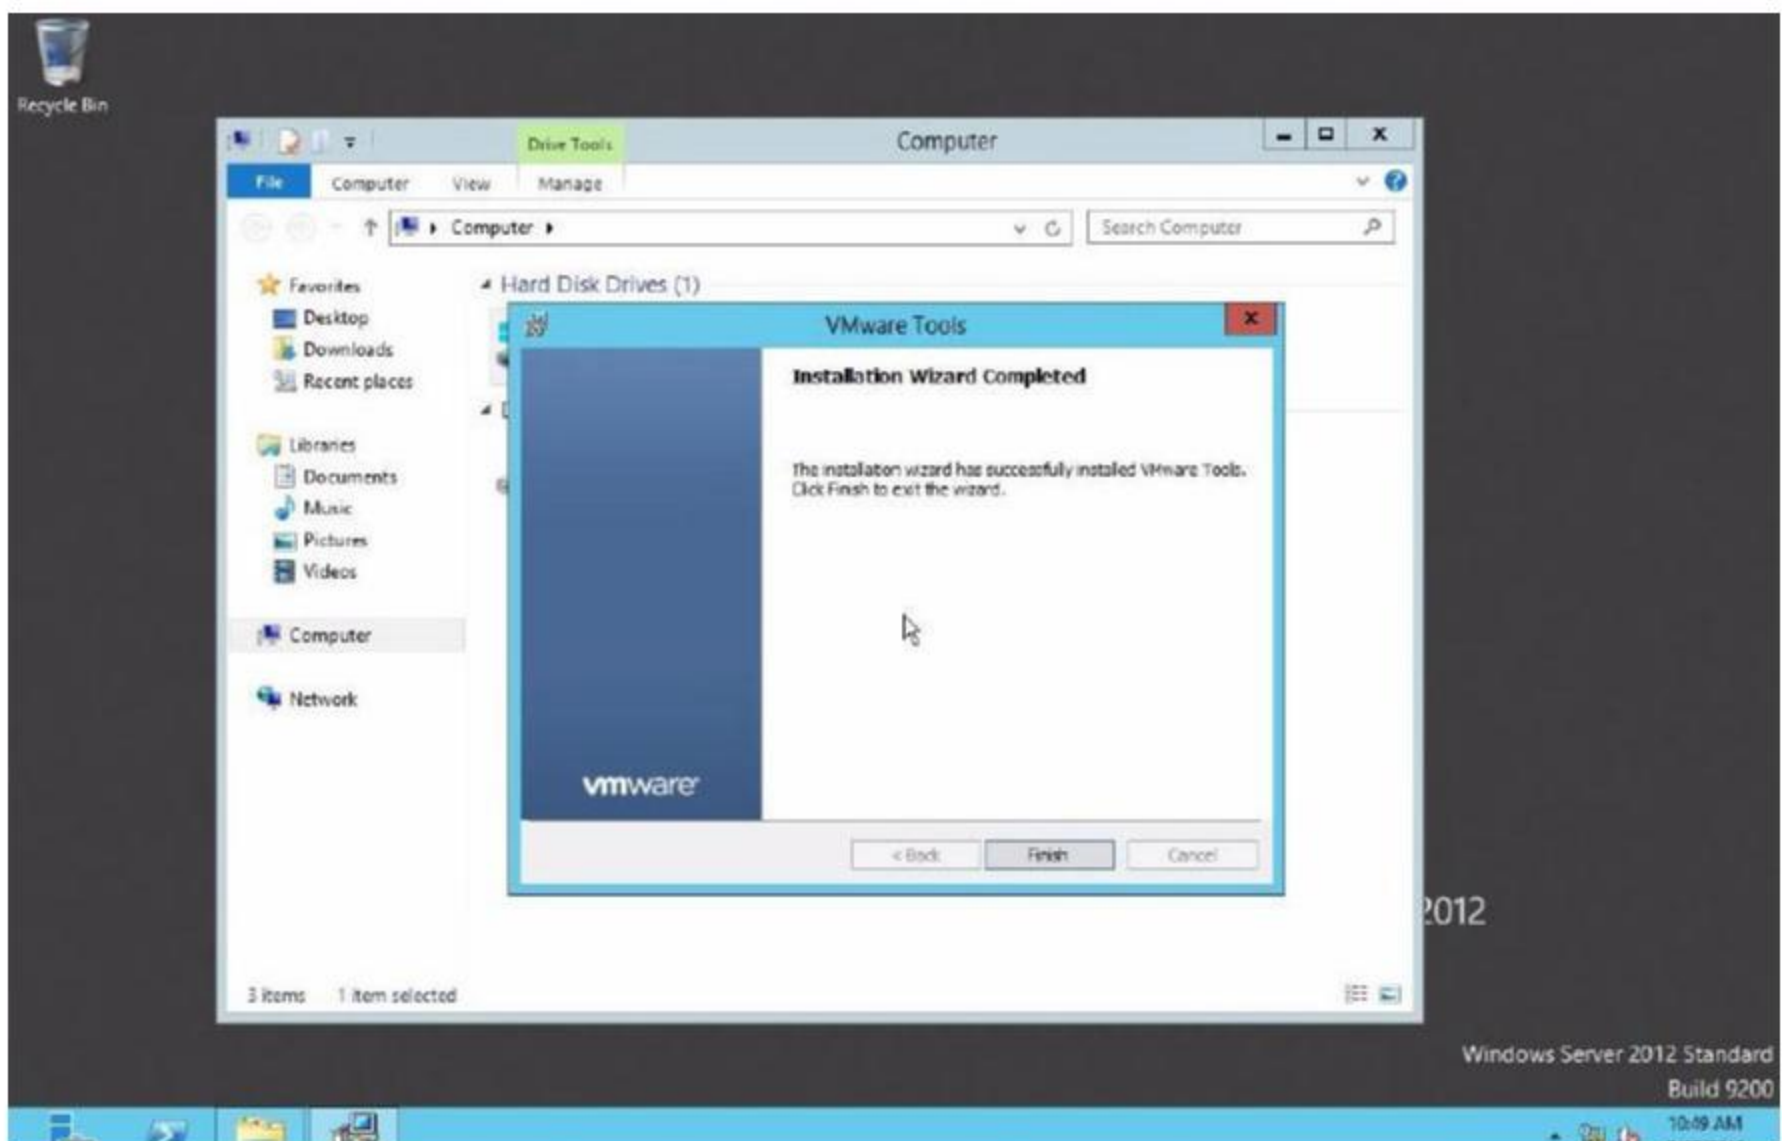 Recycle Bin
Drive Tools
Computer
File
Computer
View
Manage
Computer
Search Computer
Favorites
Desktop
Downloads
Recent places
Libraries
Documents
Music
Pictures
Videos
Computer
Network
Hard Disk Drives (1)
VMware Tools
Installation Wizard Completed
The installation wizard has successfully installed VMware Tools.
Click Finish to exit the wizard.
vmware
< Back
Finish
Cancel
2012
3 items
1 item selected
Windows Server 2012 Standard
Build 9200
10:49 AM